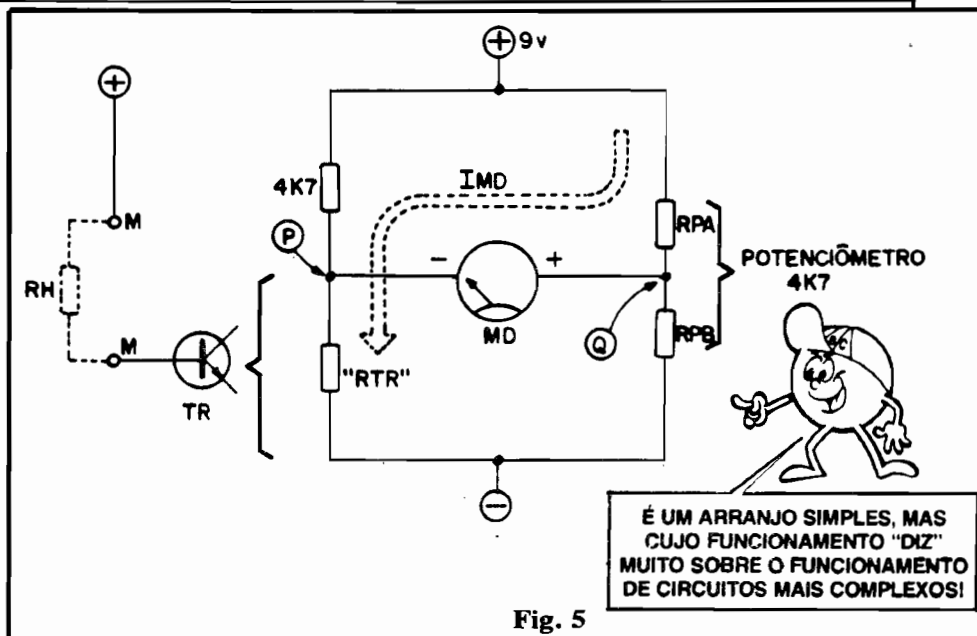 + 9v
+
4K7
IMD
RPA
P
- +
M
POTENCIÔMETRO
4K7
RH
MD
Q
RPB
M
"RTR"
TR
A/C
-
É UM ARRANJO SIMPLES, MAS
CUJO FUNCIONAMENTO "DIZ"
MUITO SOBRE O FUNCIONAMENTO
DE CIRCUITOS MAIS COMPLEXOS!
Fig. 5